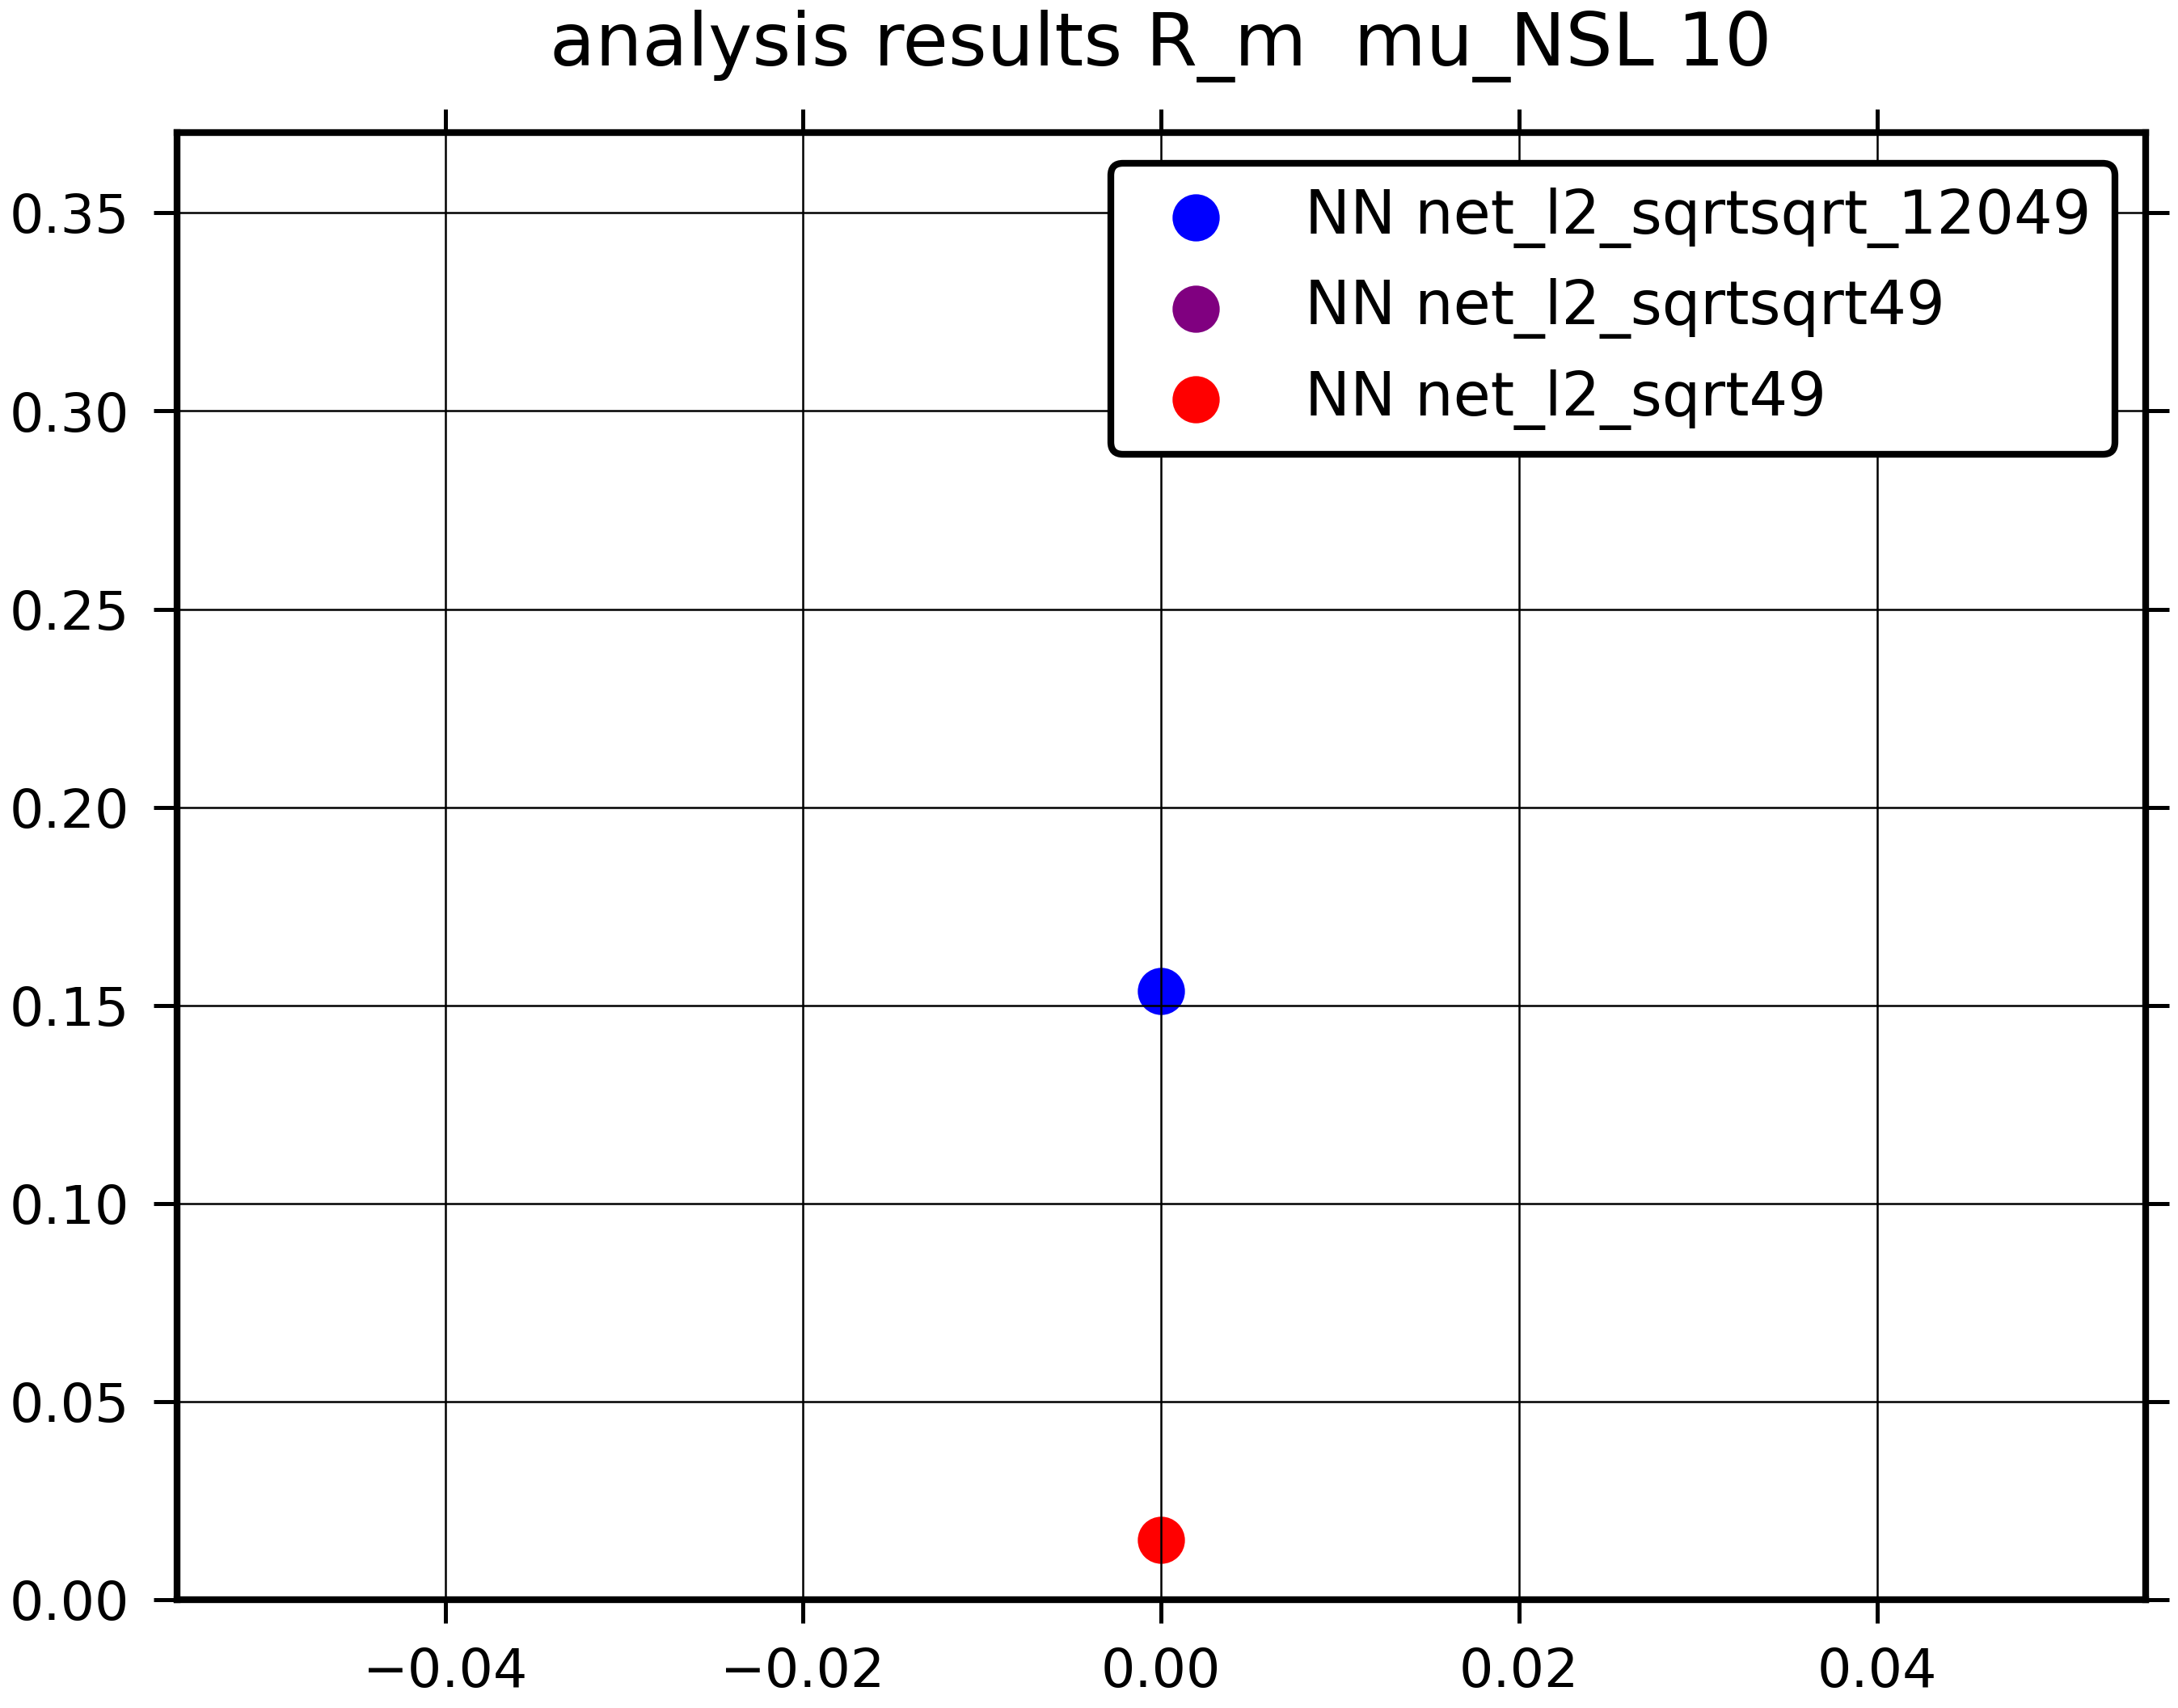 analysis results R_m  mu_NSL 10
NN net_l2_sqrtsqrt_12049
NN net_l2_sqrtsqrt49
NN net_l2_sqrt49
0.35
0.30
0.25
0.20
0.15
0.10
0.05
0.00
−0.04 −0.02 0.00 0.02 0.04